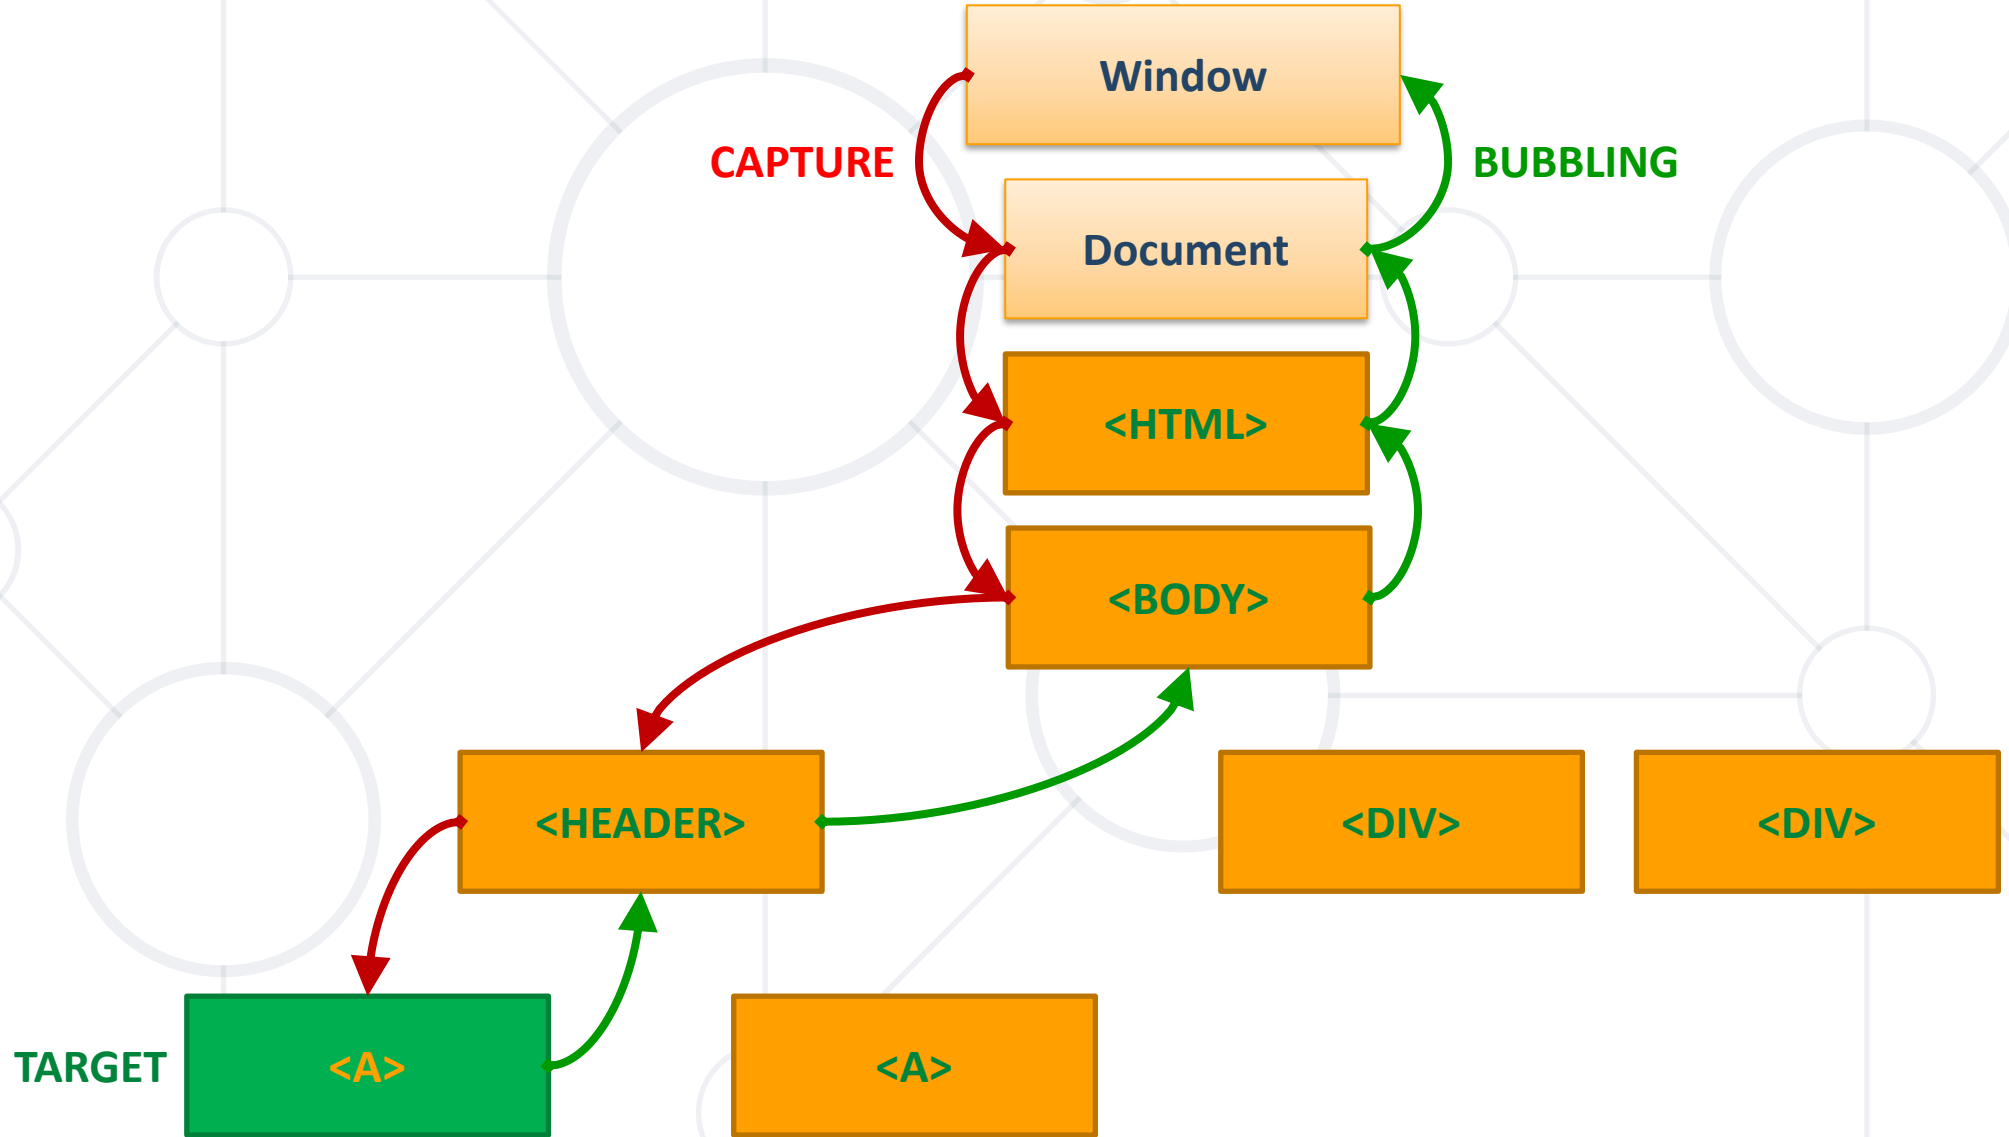 Window
CAPTURE
BUBBLING
Document
<HTML>
<BODY>
<HEADER>
<DIV>
<DIV>
TARGET
<A>
<A>